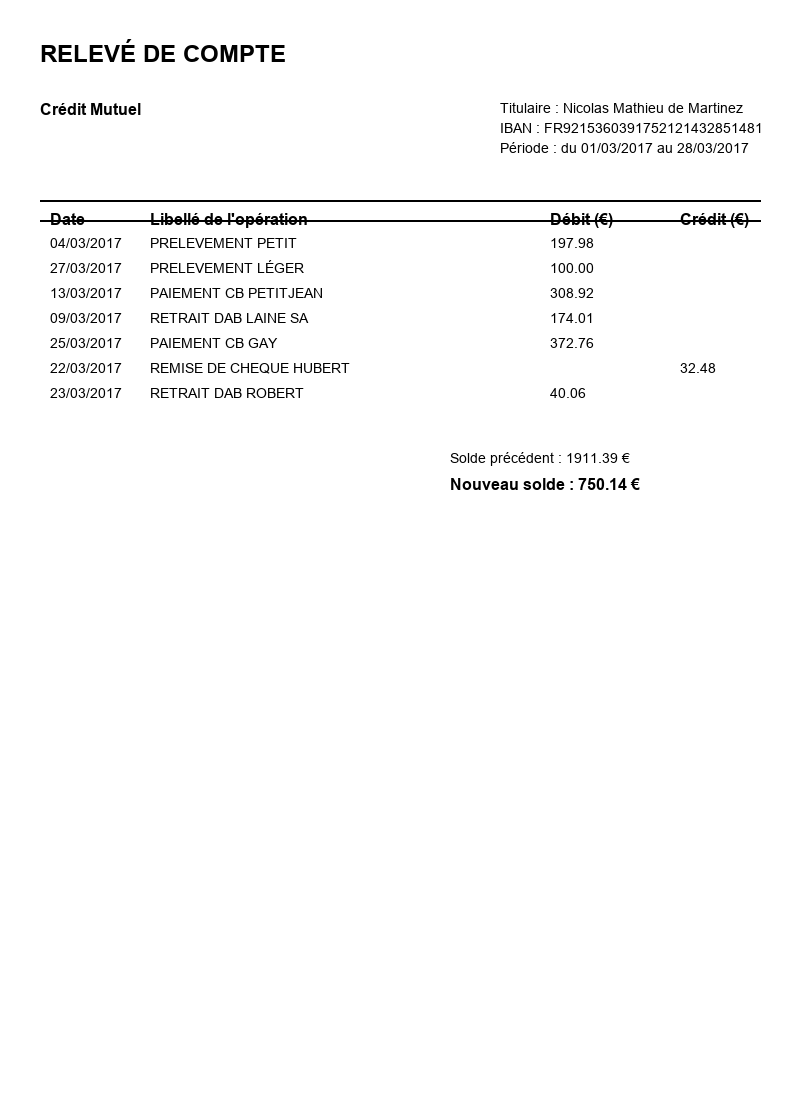 RELEVÉ DE COMPTE
Crédit Mutuel
Titulaire : Nicolas Mathieu de Martinez
IBAN : FR9215360391752121432851481
Période : du 01/03/2017 au 28/03/2017
Date Libellé de l'opération Débit (€) Crédit (€)
04/03/2017 PRELEVEMENT PETIT 197.98
27/03/2017 PRELEVEMENT LÉGER 100.00
13/03/2017 PAIEMENT CB PETITJEAN 308.92
09/03/2017 RETRAIT DAB LAINE SA 174.01
25/03/2017 PAIEMENT CB GAY 372.76
22/03/2017 REMISE DE CHEQUE HUBERT 32.48
23/03/2017 RETRAIT DAB ROBERT 40.06
Solde précédent : 1911.39 €
Nouveau solde : 750.14 €